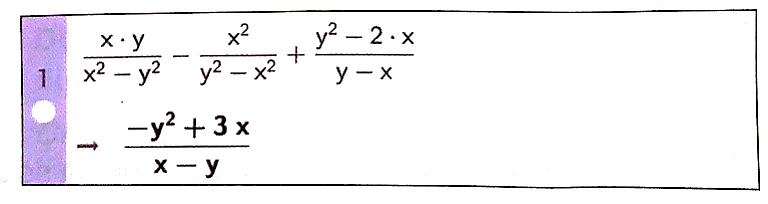 1
x · y / x² − y² − x² / y² − x² + y² − 2 · x / y − x
→ −y² + 3 x / x − y